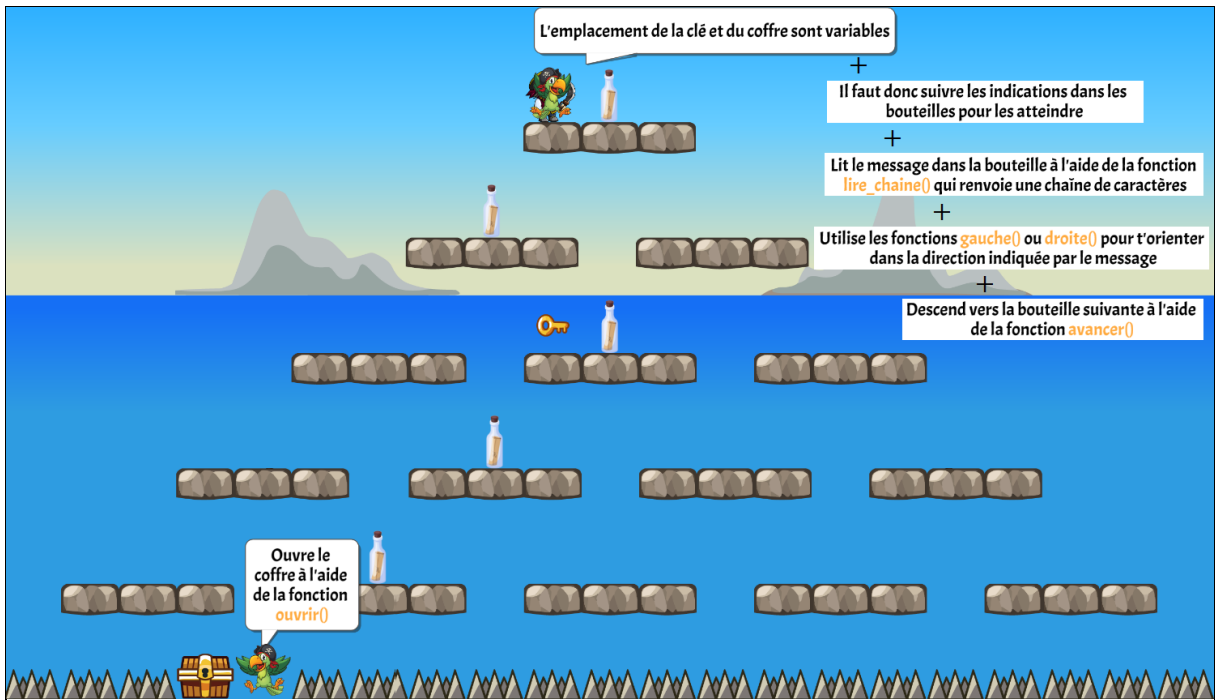 L'emplacement de la clé et du coffre sont variables
+
Il faut donc suivre les indications dans les
bouteilles pour les atteindre
+
Lit le message dans la bouteille à l'aide de la fonction
lire_chaine() qui renvoie une chaîne de caractères
+
Utilise les fonctions gauche() ou droite() pour t'orienter
dans la direction indiquée par le message
+
Descend vers la bouteille suivante à l'aide
de la fonction avancer()
Ouvre le
coffre à l'aide
de la fonction
ouvrir()